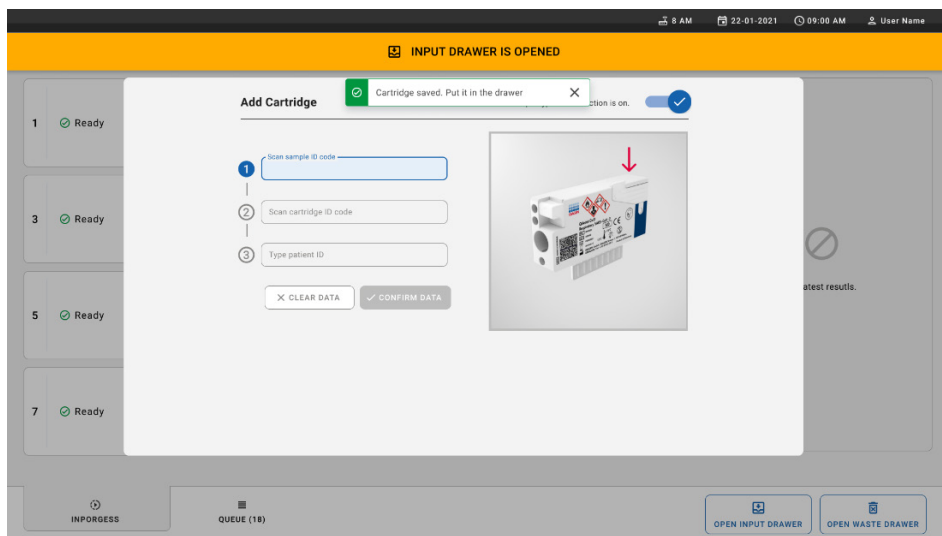 8 AM 22-01-2021 09:00 AM User Name
INPUT DRAWER IS OPENED
Cartridge saved. Put it in the drawer
Add Cartridge
ction is on.
1 Ready
Scan sample ID code
1
2 Scan cartridge ID code
3 Ready
3 Type patient ID
CLEAR DATA CONFIRM DATA
atest resutls.
5 Ready
7 Ready
INPORGESS
QUEUE (18)
OPEN INPUT DRAWER
OPEN WASTE DRAWER